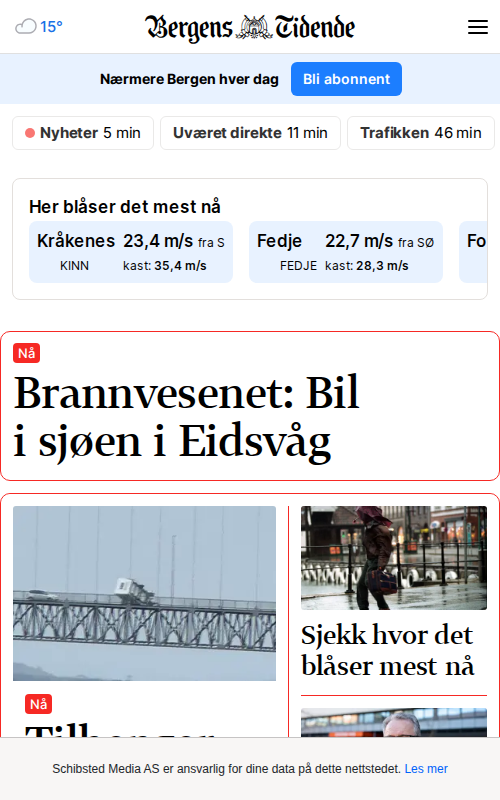 15°
Bergens Tidende
Nærmere Bergen hver dag
Bli abonnent
Nyheter 5 min
Uværet direkte 11 min
Trafikken 46 min
Her blåser det mest nå
Kråkenes 23,4 m/s fra S
KINN kast: 35,4 m/s
Fedje 22,7 m/s fra SØ
FEDJE kast: 28,3 m/s
Fo
Nå
Brannvesenet: Bil
i sjøen i Eidsvåg
Nå
Sjekk hvor det
blåser mest nå
Schibsted Media AS er ansvarlig for dine data på dette nettstedet. Les mer